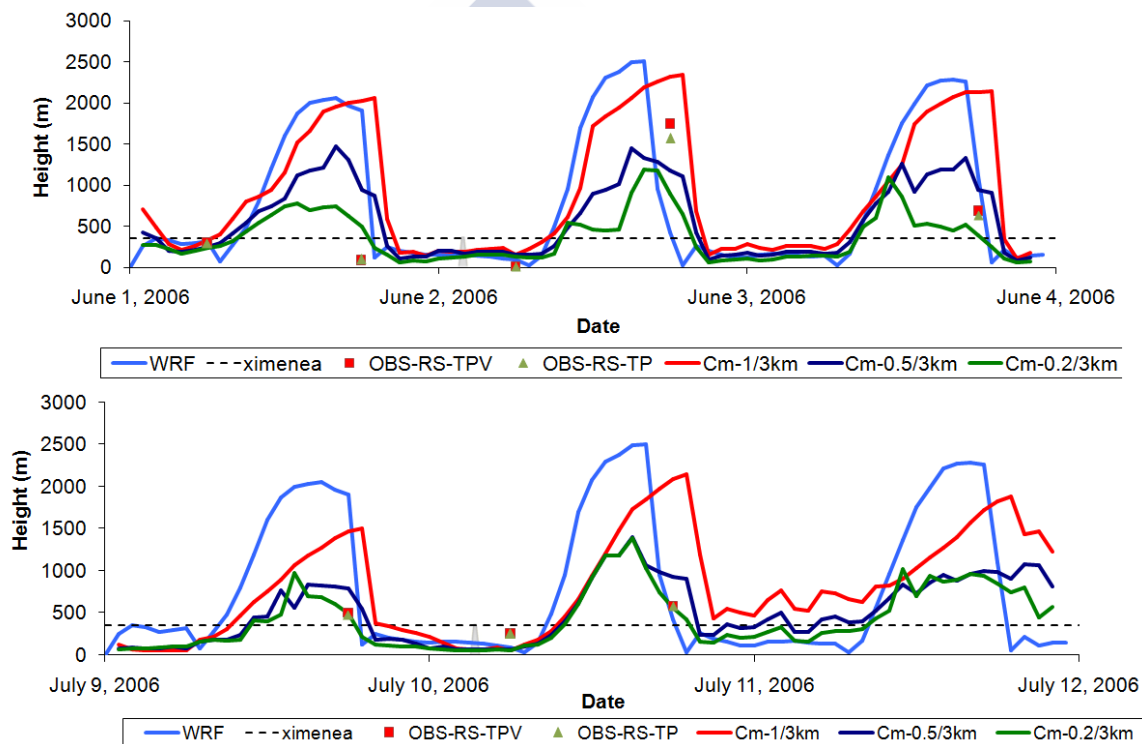 3000
2500
2000
1500
1000
500
0
Height (m)
June 1, 2006 June 2, 2006 June 3, 2006 June 4, 2006
Date
WRF ximenea OBS-RS-TPV OBS-RS-TP Cm-1/3km Cm-0.5/3km Cm-0.2/3km
3000
2500
2000
1500
1000
500
0
Height (m)
July 9, 2006 July 10, 2006 July 11, 2006 July 12, 2006
Date
WRF ximenea OBS-RS-TPV OBS-RS-TP Cm-1/3km Cm-0.5/3km Cm-0.2/3km